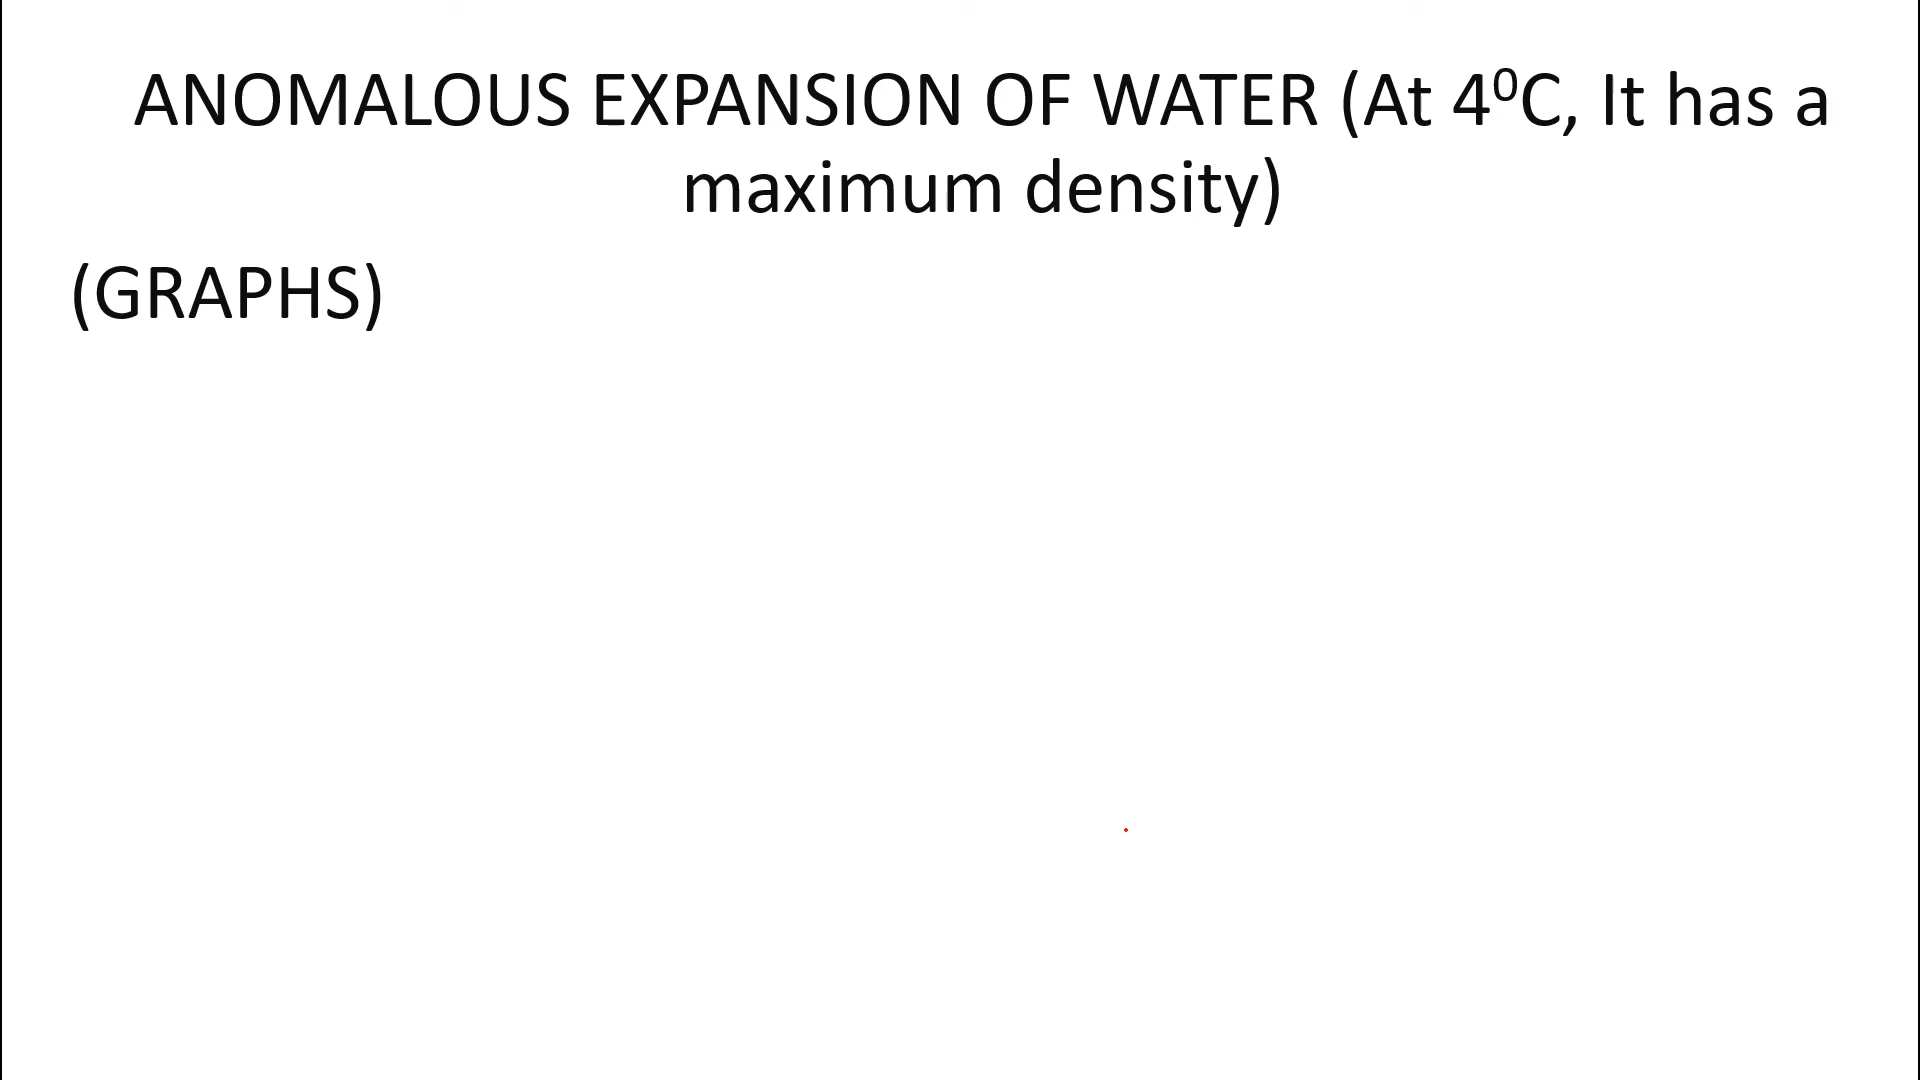 ANOMALOUS EXPANSION OF WATER (At 4⁰C, It has a
maximum density)
(GRAPHS)